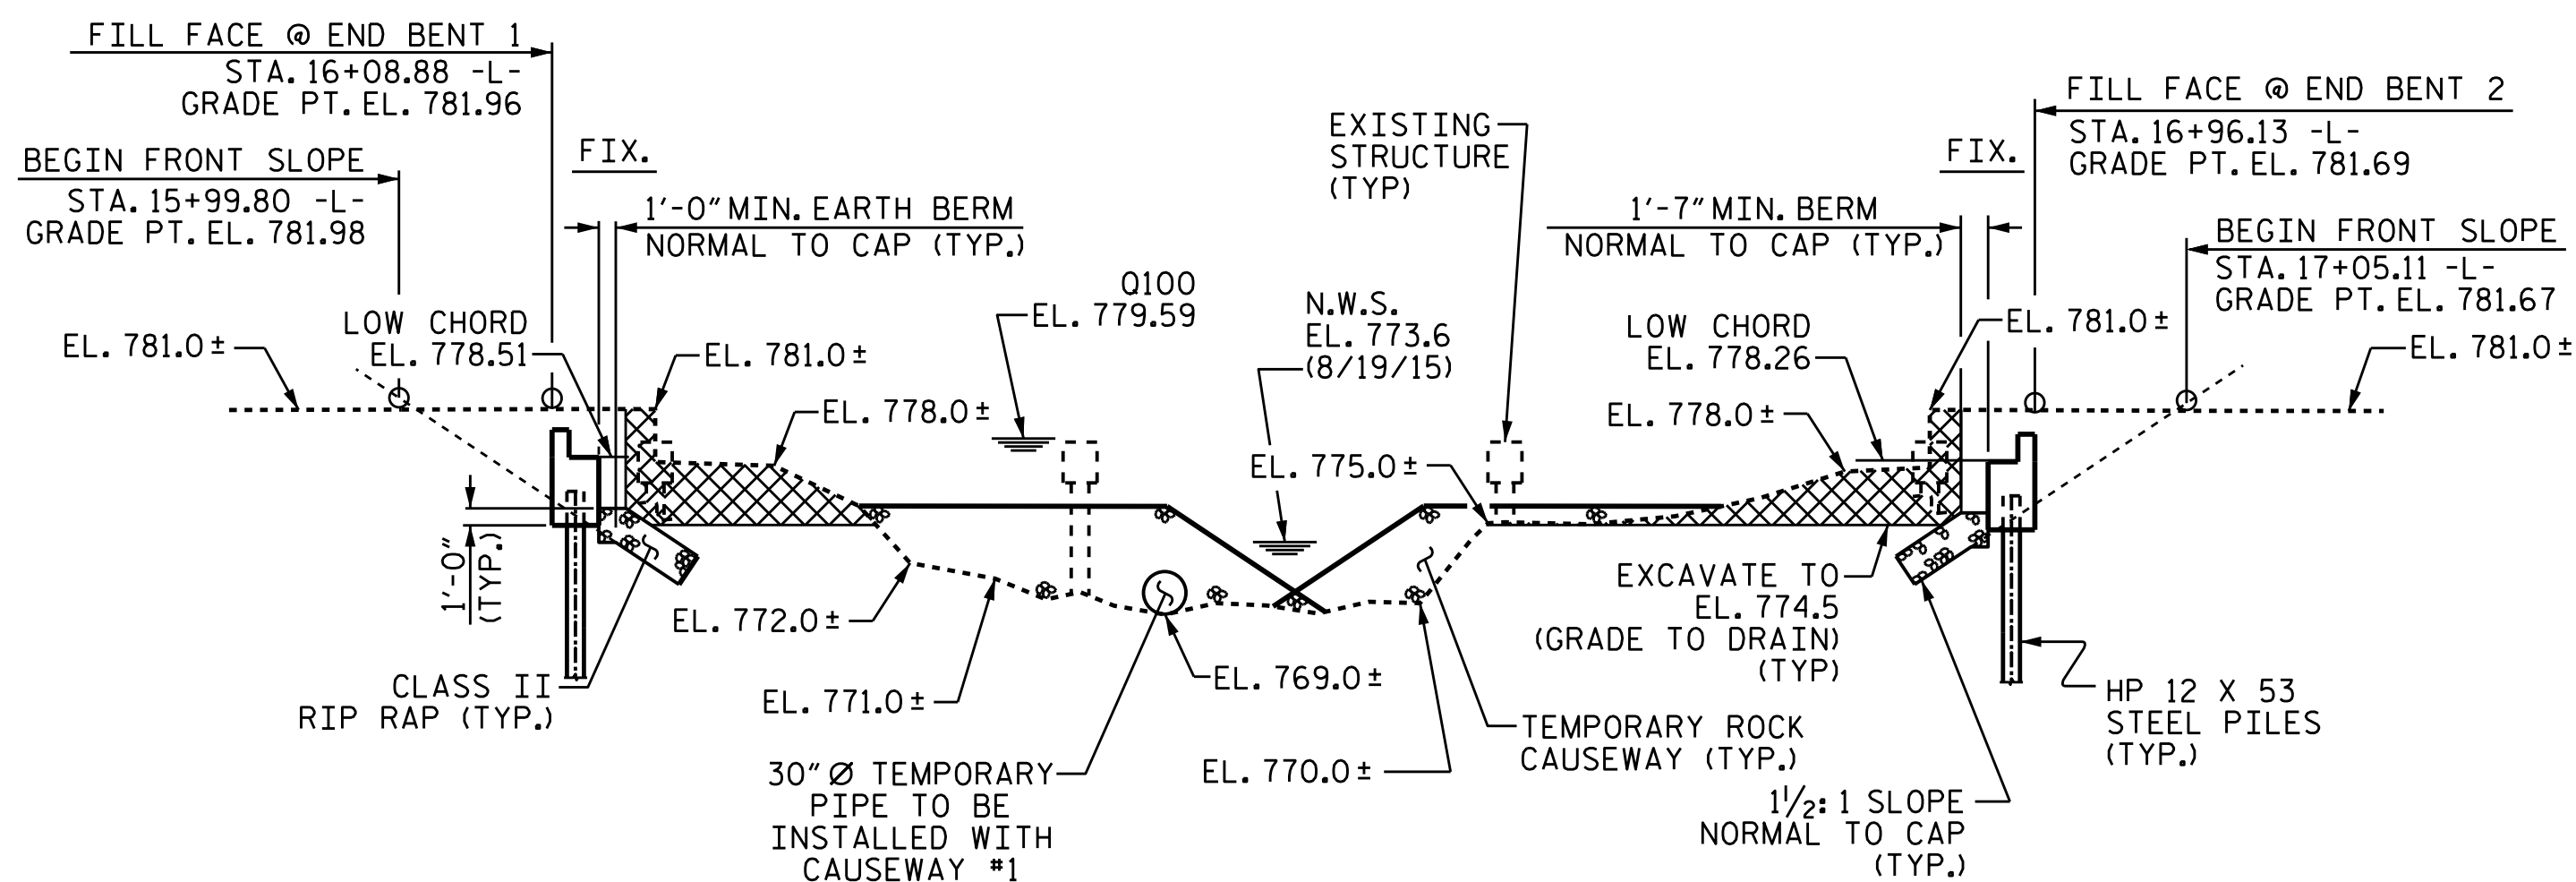 FILL FACE @ END BENT 1
STA. 16+08.88 -L-
GRADE PT. EL. 781.96
BEGIN FRONT SLOPE
STA. 15+99.80 -L-
GRADE PT. EL. 781.98
FIX.
1'-0" MIN. EARTH BERM
NORMAL TO CAP (TYP.)
EXISTING
STRUCTURE
(TYP)
FIX.
FILL FACE @ END BENT 2
STA. 16+96.13 -L-
GRADE PT. EL. 781.69
1'-7" MIN. BERM
NORMAL TO CAP (TYP.)
BEGIN FRONT SLOPE
STA. 17+05.11 -L-
GRADE PT. EL. 781.67
Q100
EL. 779.59
N.W.S.
EL. 773.6
(8/19/15)
LOW CHORD
EL. 778.51
EL. 781.0±
EL. 781.0±
EL. 778.0±
LOW CHORD
EL. 778.26
EL. 781.0±
EL. 781.0±
EL. 778.0±
EL. 775.0±
1'-0"
(TYP.)
EL. 772.0±
EL. 771.0±
EL. 769.0±
EL. 770.0±
CLASS II
RIP RAP (TYP.)
30" Ø TEMPORARY
PIPE TO BE
INSTALLED WITH
CAUSEWAY #1
TEMPORARY ROCK
CAUSEWAY (TYP.)
EXCAVATE TO
EL. 774.5
(GRADE TO DRAIN)
(TYP)
1½:1 SLOPE
NORMAL TO CAP
(TYP.)
HP 12 X 53
STEEL PILES
(TYP.)